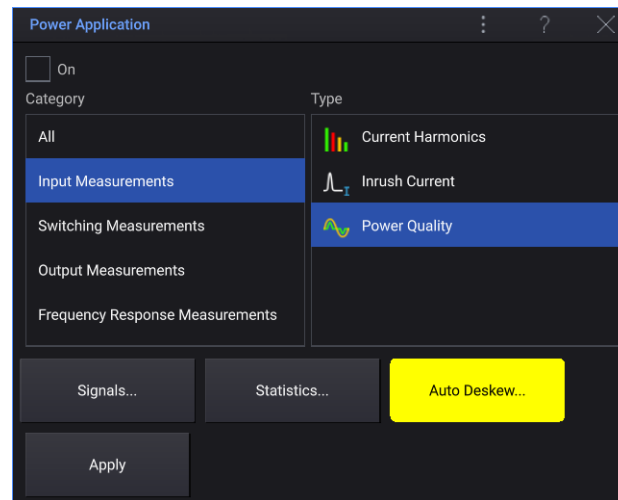 Power Application
?
On
Category
Type
All
Input Measurements
Switching Measurements
Output Measurements
Frequency Response Measurements
Current Harmonics
Inrush Current
Power Quality
Signals...
Statistics...
Auto Deskew...
Apply